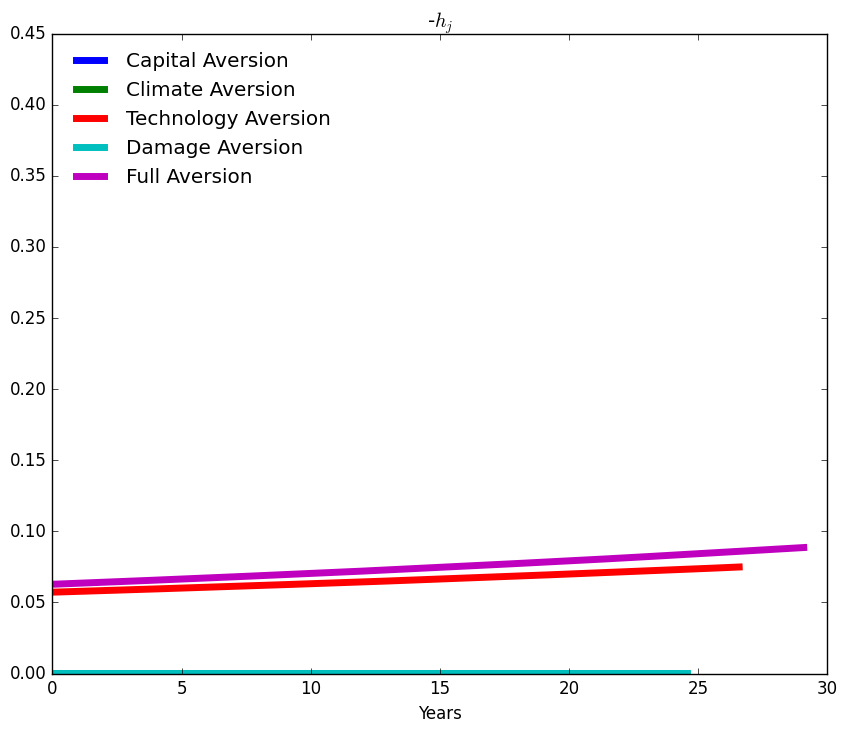 -h_j
0.45
0.40
0.35
0.30
0.25
0.20
0.15
0.10
0.05
0.00
Capital Aversion
Climate Aversion
Technology Aversion
Damage Aversion
Full Aversion
0 5 10 15 20 25 30
Years